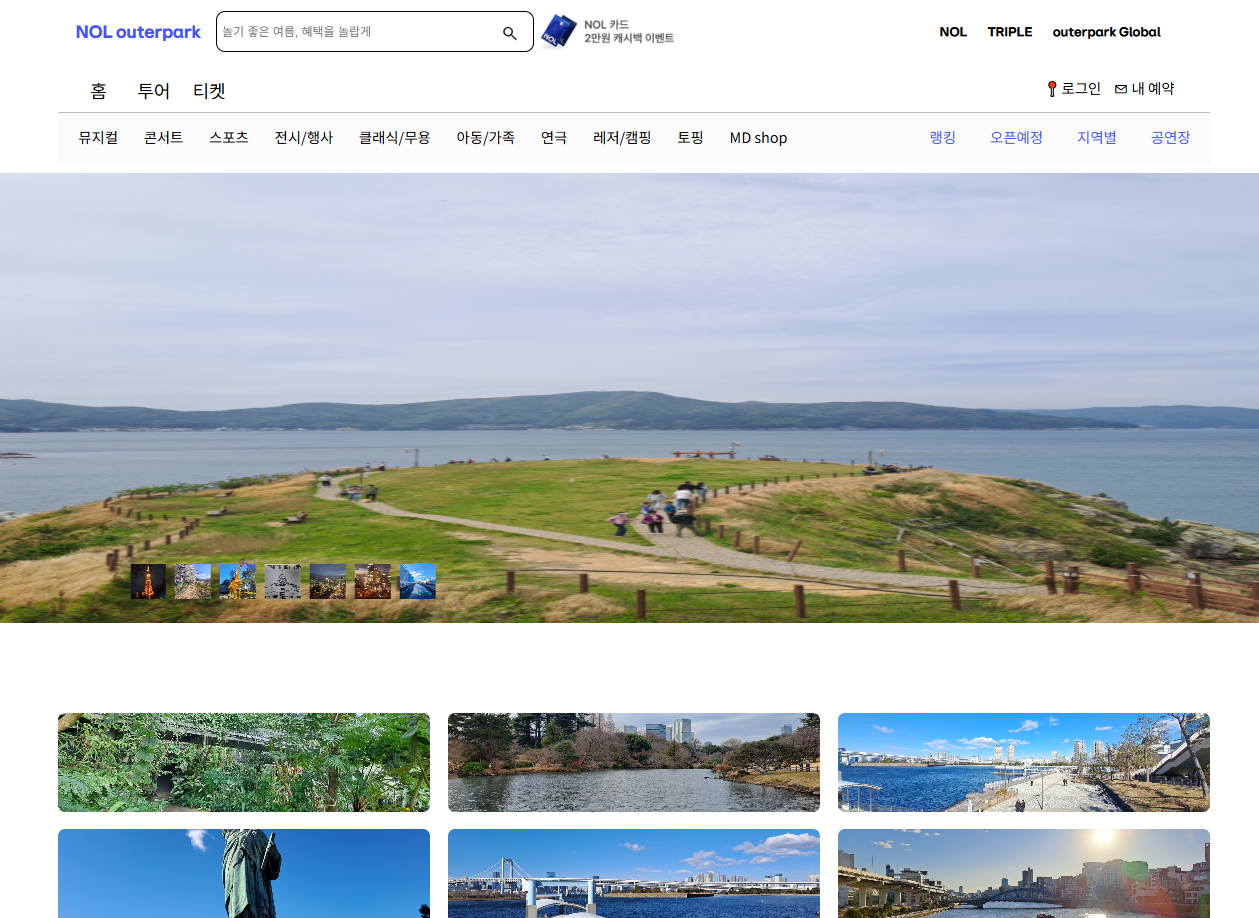 NOL outerpark
놀기 좋은 여름, 혜택을 놀랍게
NOL 카드
2만원 캐시백 이벤트
NOL TRIPLE outerpark Global
홈 투어 티켓
로그인 내 예약
뮤지컬 콘서트 스포츠 전시/행사 클래식/무용 아동/가족 연극 레저/캠핑 토핑 MD shop
랭킹 오픈예정 지역별 공연장